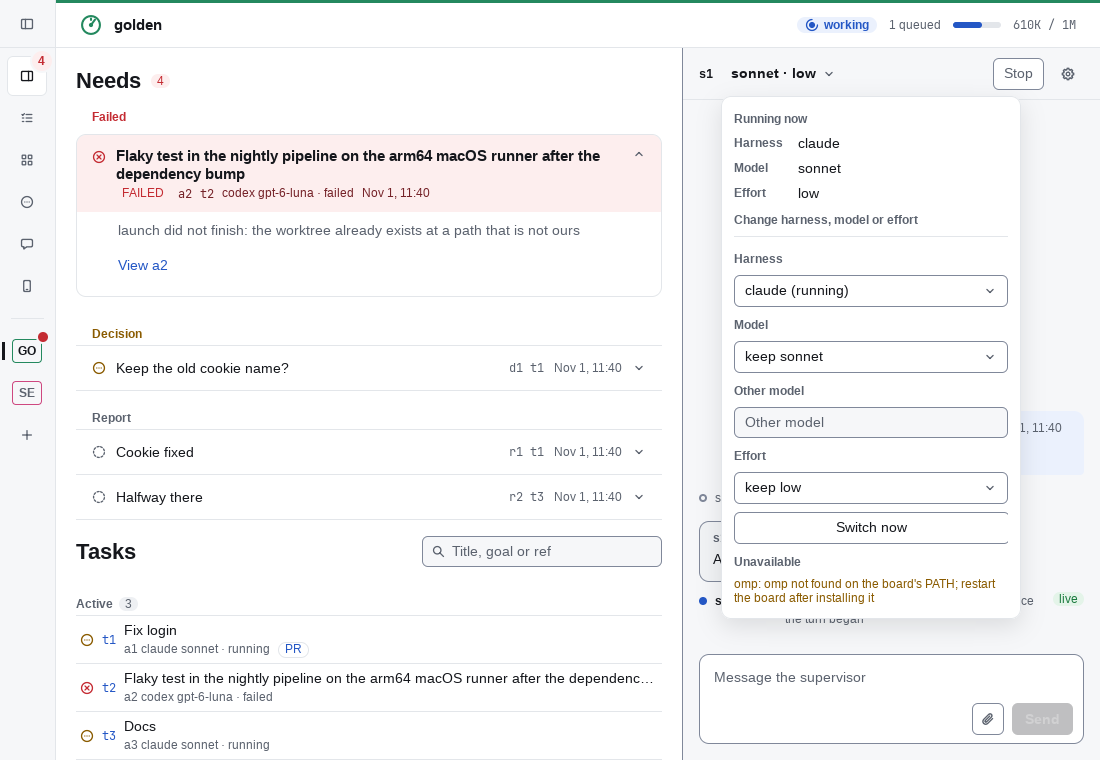 golden
working
1 queued
610K / 1M
4
GO
SE
Needs 4
Failed
Flaky test in the nightly pipeline on the arm64 macOS runner after the
dependency bump
FAILED a2 t2 codex gpt-6-luna · failed Nov 1, 11:40
launch did not finish: the worktree already exists at a path that is not ours
View a2
Decision
Keep the old cookie name? d1 t1 Nov 1, 11:40
Report
Cookie fixed r1 t1 Nov 1, 11:40
Halfway there r2 t3 Nov 1, 11:40
Tasks
Title, goal or ref
Active 3
t1 Fix login
a1 claude sonnet · running PR
t2 Flaky test in the nightly pipeline on the arm64 macOS runner after the dependenc…
a2 codex gpt-6-luna · failed
t3 Docs
a3 claude sonnet · running
s1 sonnet · low
Stop
Running now
Harness claude
Model sonnet
Effort low
Change harness, model or effort
Harness
claude (running)
Model
keep sonnet
Other model
Other model
Effort
keep low
Switch now
Unavailable
omp: omp not found on the board's PATH; restart
the board after installing it
1, 11:40
s
s
A
s
ce
live
the turn began
Message the supervisor
Send